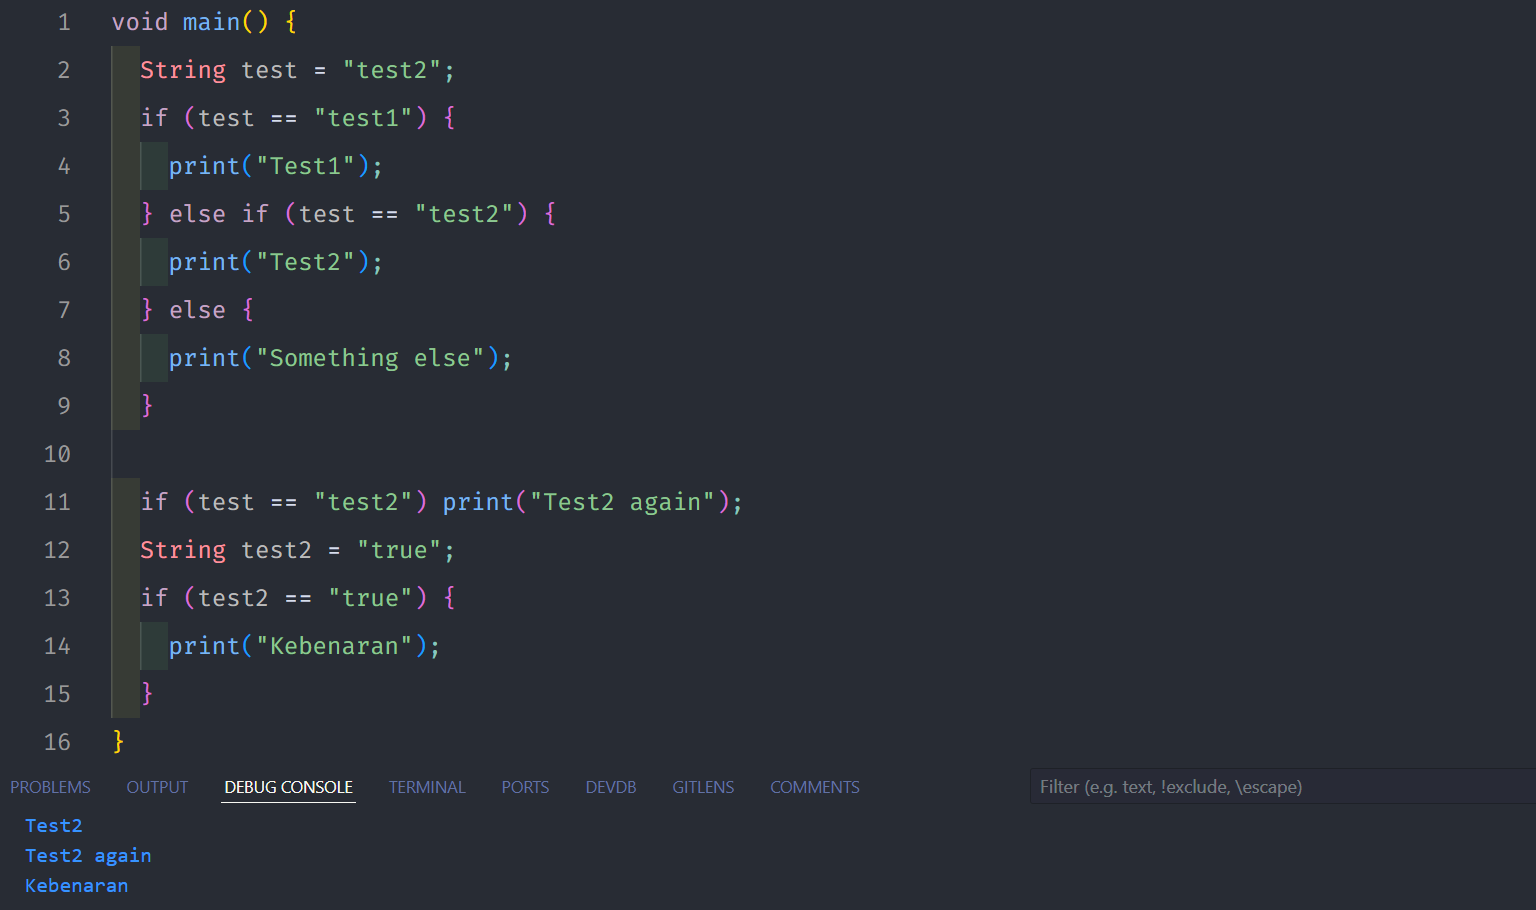 1 void main() {
2 String test = "test2";
3 if (test == "test1") {
4 print("Test1");
5 } else if (test == "test2") {
6 print("Test2");
7 } else {
8 print("Something else");
9 }
10
11 if (test == "test2") print("Test2 again");
12 String test2 = "true";
13 if (test2 == "true") {
14 print("Kebenaran");
15 }
16 }
PROBLEMS OUTPUT DEBUG CONSOLE TERMINAL PORTS DEVDB GITLENS COMMENTS Filter (e.g. text, !exclude, \escape)
Test2
Test2 again
Kebenaran